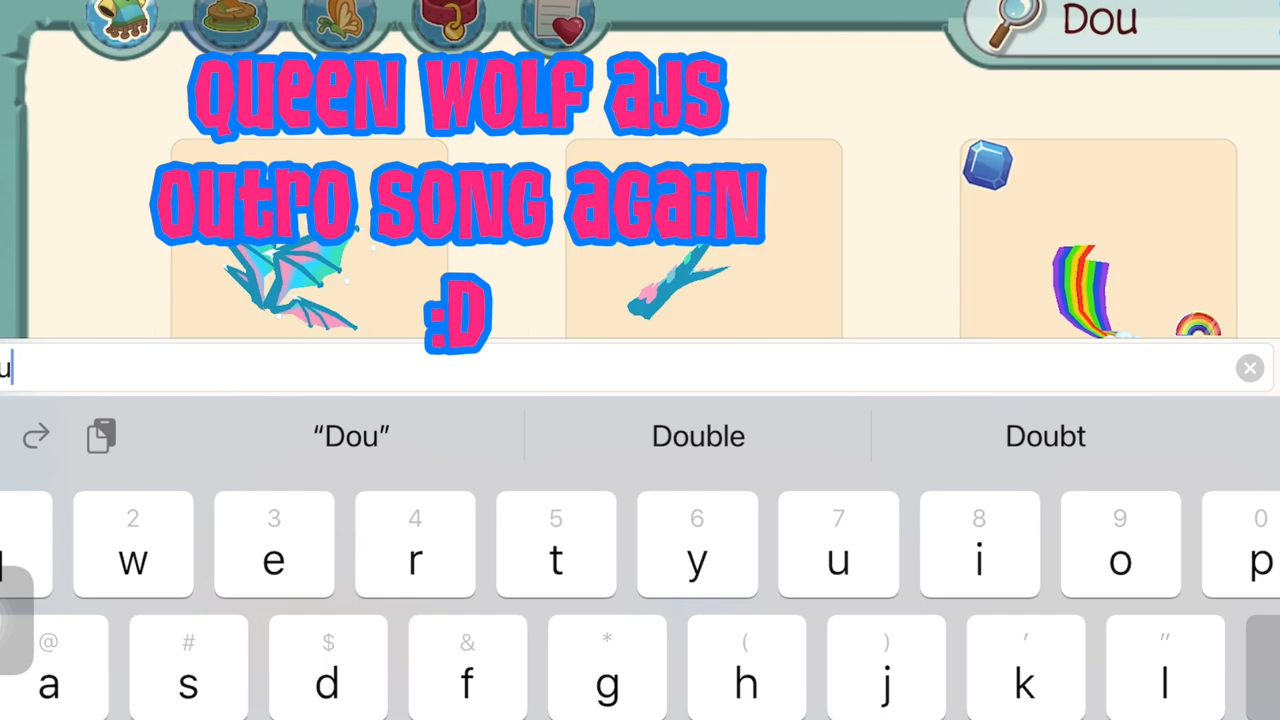 Dou
QUEEN WOLF AJS
OUTRO SONG AGAIN
:D
u
“Dou” Double Doubt
2 3 4 5 6 7 8 9 0
w e r t y u i o p
@ # $ & * ( ) ' "
a s d f g h j k l